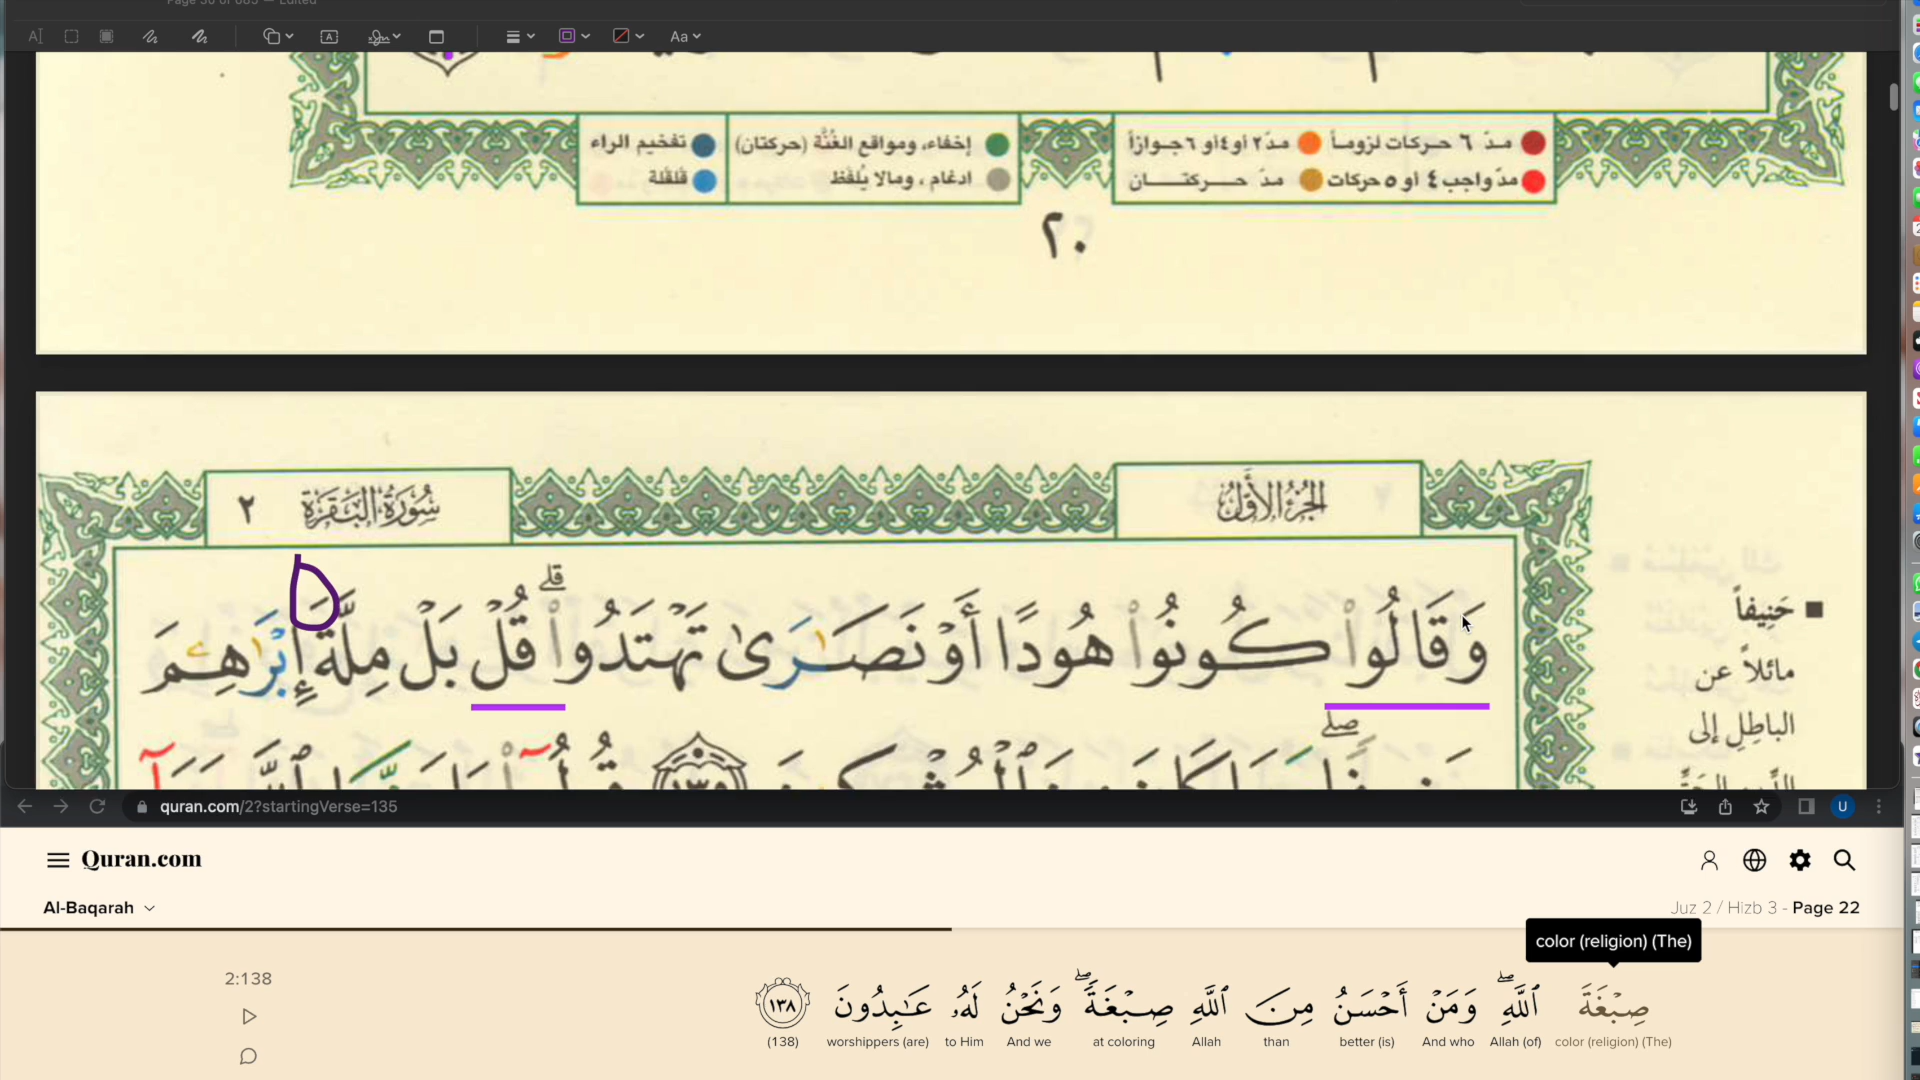 Page 36 of 685 — Edited
Aa
تفخيم الراء
قلقلة
إخفاء، ومواقع الغُنَّة (حركتان)
ادغام ، ومالا يُلفَظ
مدّ ٦ حركات لزوماً
مدّ ٢ أو ٤ أو ٦ جوازاً
مدّ واجب ٤ أو ٥ حركات
مدّ حركتان
٢٠
الجُزْءُ الأَوَّلُ
سُورَةُ البَقَرَةِ ٢
وَقَالُواْ كُونُواْ هُودًا أَوْ نَصَٰرَىٰ تَهْتَدُواْ ۗ قُلْ بَلْ مِلَّةَ إِبْرَٰهِـۧمَ
■ حَنِيفاً
مائلاً عن
الباطِلِ إلى
quran.com/2?startingVerse=135
U
Quran.com
Al-Baqarah
Juz 2 / Hizb 3 - Page 22
color (religion) (The)
2:138
صِبْغَةَ ٱللَّهِ ۖ وَمَنْ أَحْسَنُ مِنَ ٱللَّهِ صِبْغَةً ۖ وَنَحْنُ لَهُۥ عَٰبِدُونَ ١٣٨
(138) worshippers (are) to Him And we at coloring Allah than better (is) And who Allah (of) color (religion) (The)